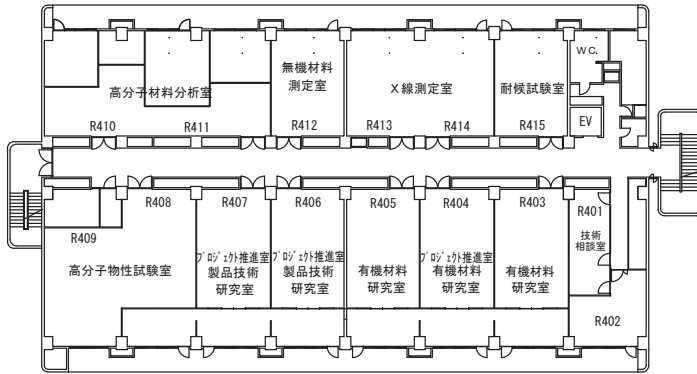 無機材料
測定室
高分子材料分析室
X線測定室
耐候試験室
WC.
EV
R410
R411
R412
R413
R414
R415
R409
R408
R407
R406
R405
R404
R403
R401
技術
相談室
高分子物性試験室
ﾌﾟﾛｼﾞｪｸﾄ推進室
製品技術
研究室
ﾌﾟﾛｼﾞｪｸﾄ推進室
製品技術
研究室
有機材料
研究室
ﾌﾟﾛｼﾞｪｸﾄ推進室
有機材料
研究室
有機材料
研究室
R402